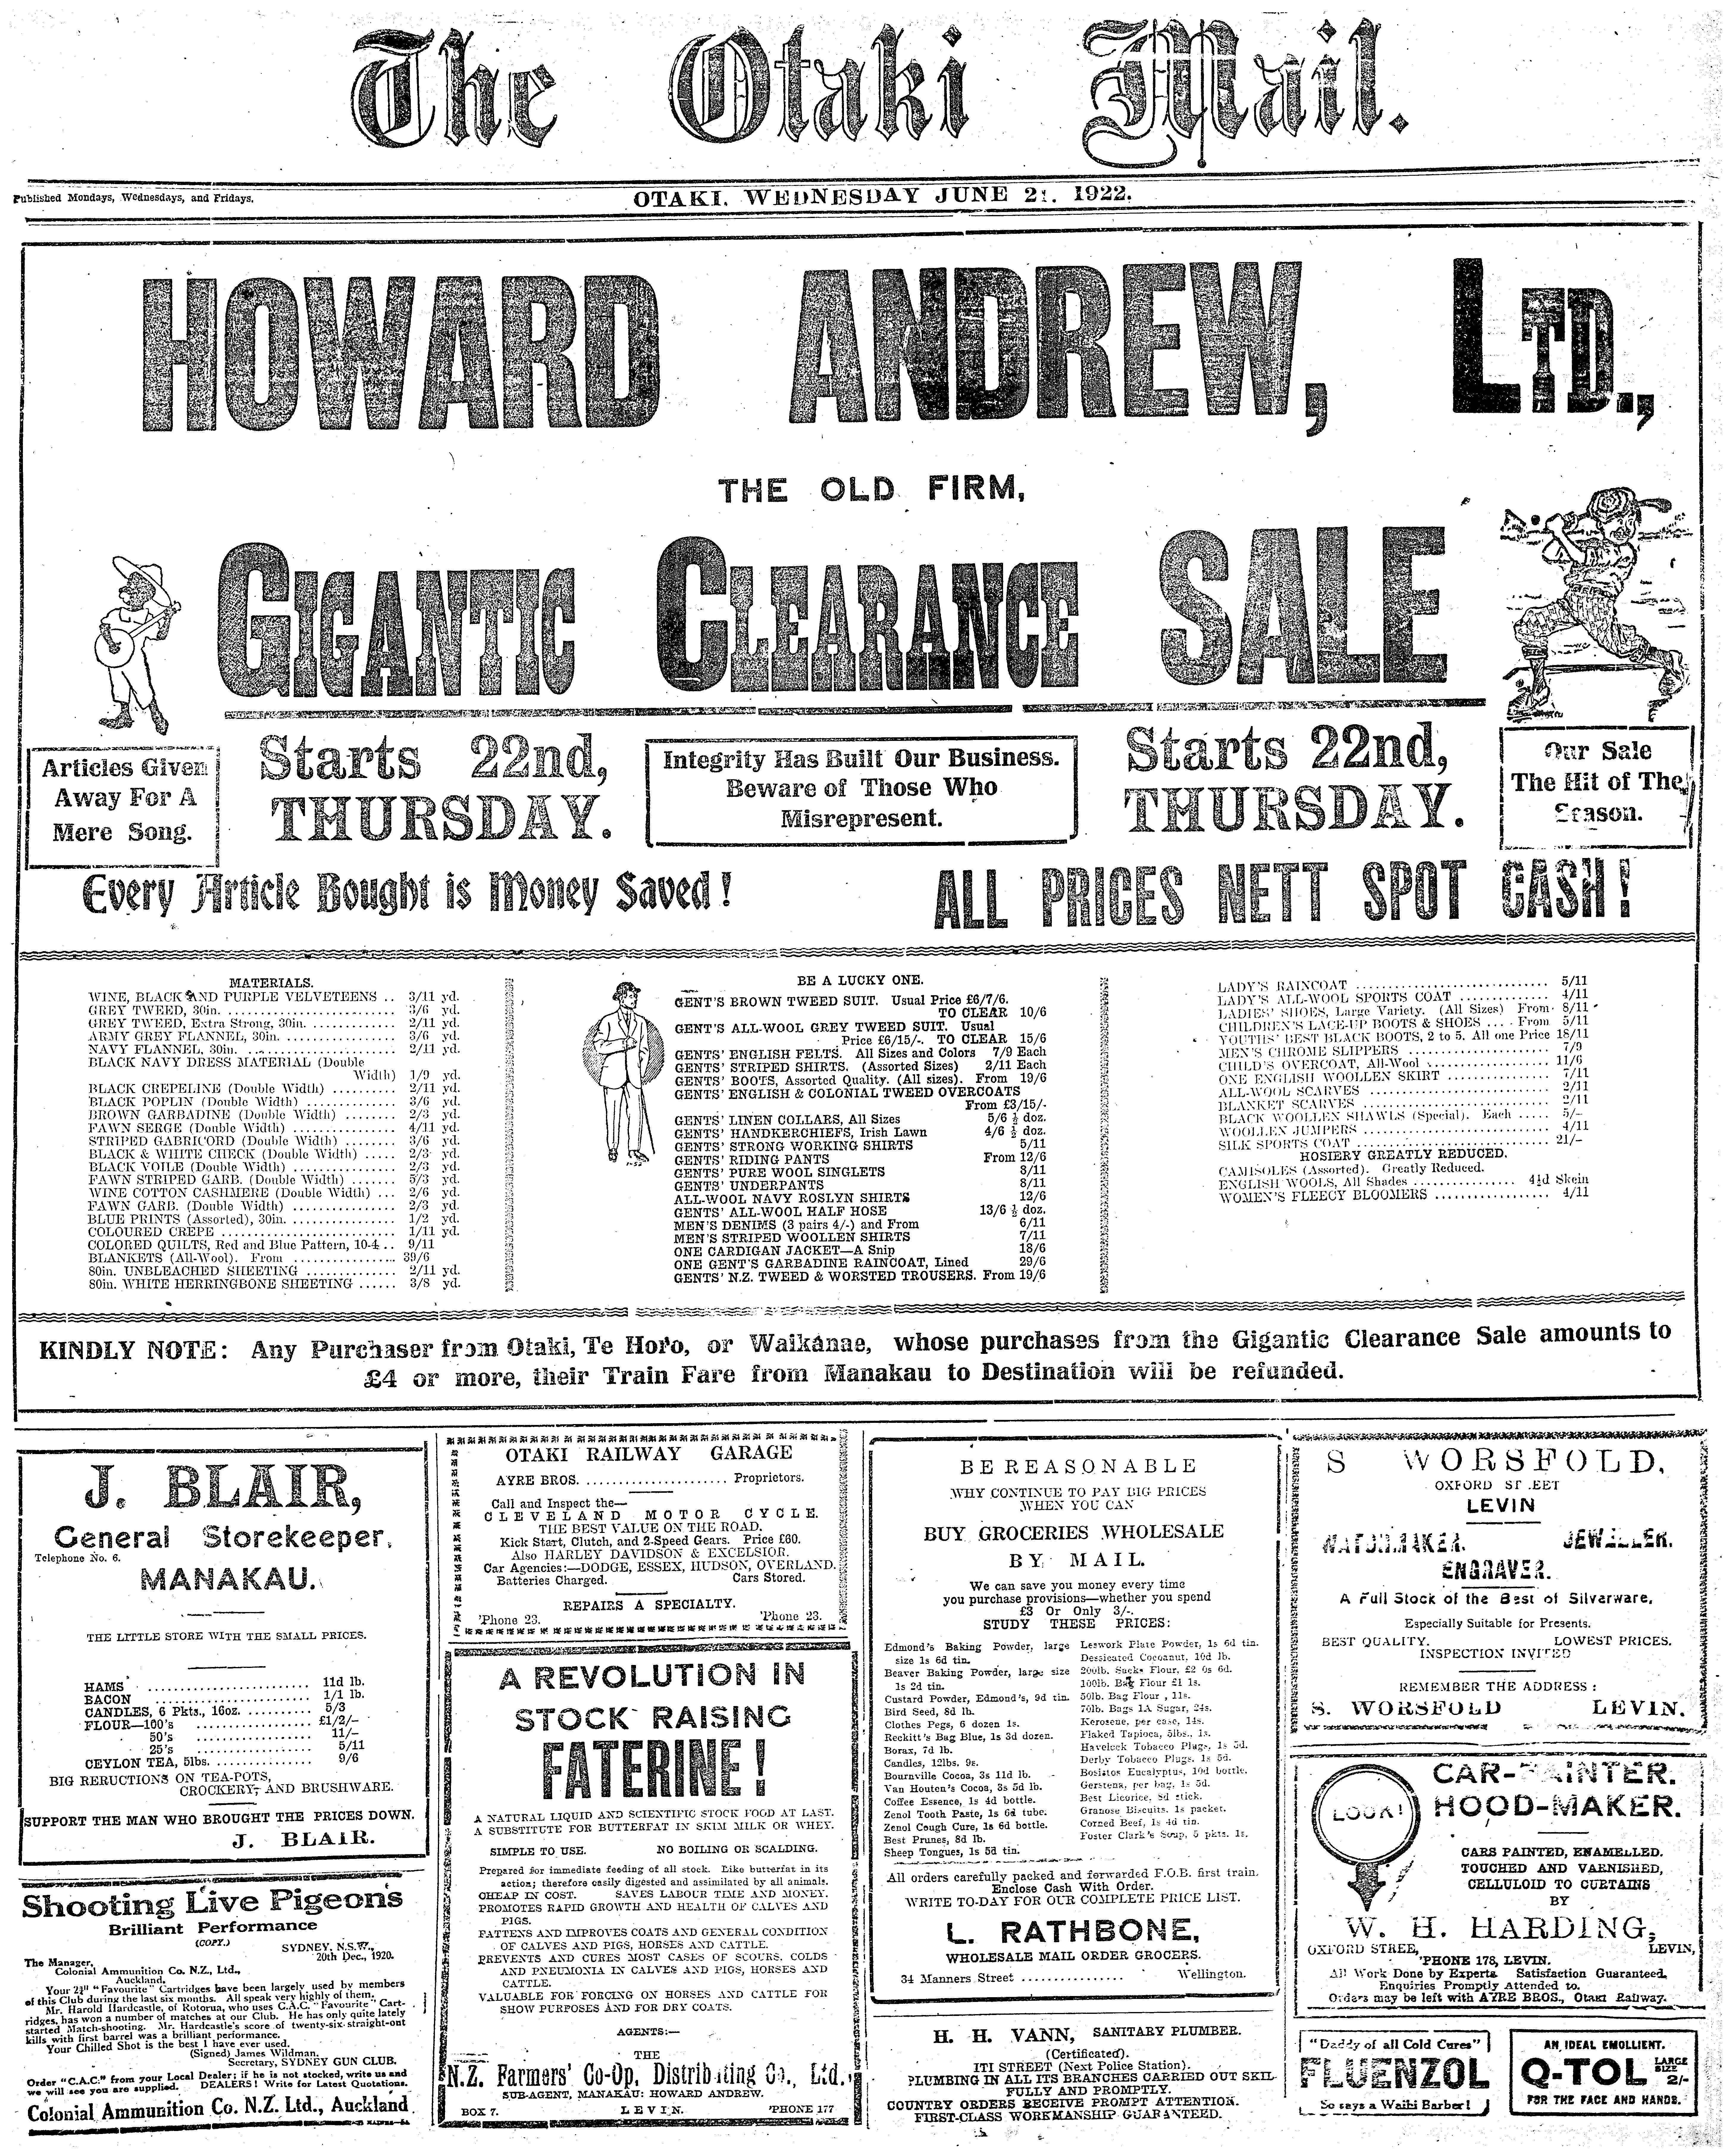 The Otaki Mail.
Published Mondays, Wednesdays, and Fridays.
OTAKI, WEDNESDAY JUNE 21. 1922.
HOWARD ANDREW, LTD.,
THE OLD FIRM,
GIGANTIC CLEARANCE SALE
Articles Given
Away For A
Mere Song.
Starts 22nd,
THURSDAY.
Integrity Has Built Our Business.
Beware of Those Who
Misrepresent.
Starts 22nd,
THURSDAY.
Our Sale
The Hit of The
Season.
Every Article Bought is Money Saved!
ALL PRICES NETT SPOT CASH!
MATERIALS.
WINE, BLACK AND PURPLE VELVETEENS .. 3/11 yd.
GREY TWEED, 30in. .............. 3/6 yd.
GREY TWEED, Extra Strong, 30in. ............. 2/11 yd.
ARMY GREY FLANNEL, 30in. ................. 3/6 yd.
NAVY FLANNEL, 30in. ....................... 2/11 yd.
BLACK NAVY DRESS MATERIAL (Double
Width) 1/9 yd.
BLACK CREPELINE (Double Width) ........ 2/11 yd.
BLACK POPLIN (Double Width) ............. 3/6 yd.
BROWN GARBADINE (Double Width) ........ 2/3 yd.
FAWN SERGE (Double Width) ............... 4/11 yd.
STRIPED GABRICORD (Double Width) ....... 3/6 yd.
BLACK & WHITE CHECK (Double Width) ..... 2/3 yd.
BLACK VOILE (Double Width) ............... 2/3 yd.
FAWN STRIPED GARB. (Double Width) ....... 5/3 yd.
WINE COTTON CASHMERE (Double Width) ... 2/6 yd.
FAWN GARB. (Double Width) ............... 2/3 yd.
BLUE PRINTS (Assorted), 30in. ............... 1/2 yd.
COLOURED CREPE .......................... 1/11 yd.
COLORED QUILTS, Red and Blue Pattern, 10-4 .. 9/11
BLANKETS (All-Wool). From ................ 39/6
80in. UNBLEACHED SHEETING .............. 2/11 yd.
80in. WHITE HERRINGBONE SHEETING ...... 3/8 yd.
BE A LUCKY ONE.
GENT'S BROWN TWEED SUIT. Usual Price £6/7/6.
TO CLEAR 10/6
GENT'S ALL-WOOL GREY TWEED SUIT. Usual
Price £6/15/-. TO CLEAR 15/6
GENTS' ENGLISH FELTS. All Sizes and Colors 7/9 Each
GENTS' STRIPED SHIRTS. (Assorted Sizes) 2/11 Each
GENTS' BOOTS, Assorted Quality. (All sizes). From 19/6
GENTS' ENGLISH & COLONIAL TWEED OVERCOATS
From £3/15/-.
GENTS' LINEN COLLARS, All Sizes 5/6 ½ doz.
GENTS' HANDKERCHIEFS, Irish Lawn 4/6 ½ doz.
GENTS' STRONG WORKING SHIRTS 5/11
GENTS' RIDING PANTS From 12/6
GENTS' PURE WOOL SINGLETS 8/11
GENTS' UNDERPANTS 8/11
ALL-WOOL NAVY ROSLYN SHIRTS 12/6
GENTS' ALL-WOOL HALF HOSE 13/6 ½ doz.
MEN'S DENIMS (3 pairs 4/-) and From 6/11
MEN'S STRIPED WOOLLEN SHIRTS 7/11
ONE CARDIGAN JACKET—A Snip 18/6
ONE GENT'S GARBADINE RAINCOAT, Lined 29/6
GENTS' N.Z. TWEED & WORSTED TROUSERS. From 19/6
LADY'S RAINCOAT ............................ 5/11
LADY'S ALL-WOOL SPORTS COAT ............. 4/11
LADIES' SHOES, Large Variety. (All Sizes) From 8/11
CHILDREN'S LACE-UP BOOTS & SHOES .... From 5/11
YOUTHS' BEST BLACK BOOTS, 2 to 5. All one Price 18/11
MEN'S CHROME SLIPPERS .................... 7/9
CHILD'S OVERCOAT, All-Wool .................. 11/6
ONE ENGLISH WOOLLEN SKIRT ............... 7/11
ALL-WOOL SCARVES ......................... 2/11
BLANKET SCARVES .......................... 2/11
BLACK WOOLLEN SHAWLS (Special). Each ..... 5/-
WOOLLEN JUMPERS .......................... 4/11
SILK SPORTS COAT ........................... 21/-
HOSIERY GREATLY REDUCED.
CAMISOLES (Assorted). Greatly Reduced.
ENGLISH WOOLS, All Shades ............... 4½d Skein
WOMEN'S FLEECY BLOOMERS ................ 4/11
KINDLY NOTE: Any Purchaser from Otaki, Te Horo, or Waikanae, whose purchases from the Gigantic Clearance Sale amounts to
£4 or more, their Train Fare from Manakau to Destination will be refunded.
J. BLAIR,
General Storekeeper,
Telephone No. 6.
MANAKAU.
THE LITTLE STORE WITH THE SMALL PRICES.
HAMS .......................... 11d lb.
BACON ......................... 1/1 lb.
CANDLES, 6 Pkts., 16oz. .......... 5/3
FLOUR—100's .................. £1/2/-
50's .................. 11/-
25's .................. 5/11
CEYLON TEA, 5lbs. ................ 9/6
BIG RERUCTIONS ON TEA-POTS,
CROCKERY, AND BRUSHWARE.
SUPPORT THE MAN WHO BROUGHT THE PRICES DOWN.
J. BLAIR.
Shooting Live Pigeons
Brilliant Performance
(COPY.)
SYDNEY, N.S.W.,
20th Dec., 1920.
The Manager,
Colonial Ammunition Co. N.Z., Ltd.,
Auckland.
Your 2¾" "Favourite" Cartridges have been largely used by members
of this Club during the last six months. All speak very highly of them.
Mr. Harold Hardcastle, of Rotorua, who uses C.A.C. "Favourite" Cart-
ridges, has won a number of matches at our Club. He has only quite lately
started Match-shooting. Mr. Hardcastle's score of twenty-six straight-out
kills with first barrel was a brilliant performance.
Your Chilled Shot is the best I have ever used.
(Signed) James Wildman,
Secretary, SYDNEY GUN CLUB.
Order "C.A.C." from your Local Dealer; if he is not stocked, write us and
we will see you are supplied. DEALERS! Write for Latest Quotations.
Colonial Ammunition Co. N.Z. Ltd., Auckland
OTAKI RAILWAY GARAGE
AYRE BROS. ....................... Proprietors.
Call and Inspect the—
CLEVELAND MOTOR CYCLE.
THE BEST VALUE ON THE ROAD.
Kick Start, Clutch, and 2-Speed Gears. Price £60.
Also HARLEY DAVIDSON & EXCELSIOR.
Car Agencies:—DODGE, ESSEX, HUDSON, OVERLAND.
Batteries Charged. Cars Stored.
REPAIRS A SPECIALTY.
'Phone 23. 'Phone 23.
A REVOLUTION IN
STOCK RAISING
FATERINE!
A NATURAL LIQUID AND SCIENTIFIC STOCK FOOD AT LAST.
A SUBSTITUTE FOR BUTTERFAT IN SKIM MILK OR WHEY.
SIMPLE TO USE. NO BOILING OR SCALDING.
Prepared for immediate feeding of all stock. Like butterfat in its
action; therefore easily digested and assimilated by all animals.
CHEAP IN COST. SAVES LABOUR TIME AND MONEY.
PROMOTES RAPID GROWTH AND HEALTH OF CALVES AND
PIGS.
FATTENS AND IMPROVES COATS AND GENERAL CONDITION
OF CALVES AND PIGS, HORSES AND CATTLE.
PREVENTS AND CURES MOST CASES OF SCOURS, COLDS
AND PNEUMONIA IN CALVES AND PIGS, HORSES AND
CATTLE.
VALUABLE FOR FORCING ON HORSES AND CATTLE FOR
SHOW PURPOSES AND FOR DRY COATS.
AGENTS:—
THE
N.Z. Farmers' Co-Op. Distributing Co., Ltd.
SUB-AGENT, MANAKAU: HOWARD ANDREW.
BOX 7. LEVIN. 'PHONE 177
BE REASONABLE
WHY CONTINUE TO PAY BIG PRICES
WHEN YOU CAN
BUY GROCERIES WHOLESALE
BY MAIL.
We can save you money every time
you purchase provisions—whether you spend
£3 Or Only 3/-.
STUDY THESE PRICES:
Edmond's Baking Powder, large
size 1s 6d tin.
Beaver Baking Powder, large size
1s 2d tin.
Custard Powder, Edmond's, 9d tin.
Bird Seed, 8d lb.
Clothes Pegs, 6 dozen 1s.
Reckitt's Bag Blue, 1s 3d dozen.
Borax, 7d lb.
Candles, 12lbs. 9s.
Bournville Cocoa, 3s 11d lb.
Van Houten's Cocoa, 3s 5d lb.
Coffee Essence, 1s 4d bottle.
Zenol Tooth Paste, 1s 6d tube.
Zenol Cough Cure, 1s 6d bottle.
Best Prunes, 8d lb.
Sheep Tongues, 1s 5d tin.
Leswork Plate Powder, 1s 6d tin.
Dessicated Cocoanut, 10d lb.
200lb. Sacks Flour, £2 0s 6d.
100lb. Bag Flour £1 1s.
50lb. Bag Flour, 11s.
70lb. Bags 1A Sugar, 24s.
Kerosene, per case, 14s.
Flaked Tapioca, 5lbs., 1s.
Havelock Tobacco Plugs, 1s 5d.
Derby Tobacco Plugs, 1s 5d.
Bosistos Eucalyptus, 10d bottle.
Gerstena, per bag, 1s 5d.
Best Licorice, 8d stick.
Granose Biscuits, 1s packet.
Corned Beef, 1s 4d tin.
Foster Clark's Soup, 5 pkts. 1s.
All orders carefully packed and forwarded F.O.B. first train.
Enclose Cash With Order.
WRITE TO-DAY FOR OUR COMPLETE PRICE LIST.
L. RATHBONE,
WHOLESALE MAIL ORDER GROCERS.
34 Manners Street ................ Wellington.
H. H. VANN, SANITARY PLUMBER.
(Certificated).
ITI STREET (Next Police Station).
PLUMBING IN ALL ITS BRANCHES CARRIED OUT SKIL-
FULLY AND PROMPTLY.
COUNTRY ORDERS RECEIVE PROMPT ATTENTION.
FIRST-CLASS WORKMANSHIP GUARANTEED.
S WORSFOLD,
OXFORD STREET
LEVIN
WATCHMAKER. JEWELLER.
ENGRAVER.
A Full Stock of the Best of Silverware,
Especially Suitable for Presents.
BEST QUALITY. LOWEST PRICES.
INSPECTION INVITED
REMEMBER THE ADDRESS:
S. WORSFOLD LEVIN.
LOOK!
CAR-PAINTER.
HOOD-MAKER.
CARS PAINTED, ENAMELLED.
TOUCHED AND VARNISHED,
CELLULOID TO CURTAINS
BY
W. H. HARDING,
OXFORD STREE, LEVIN,
'PHONE 178, LEVIN.
All Work Done by Experts Satisfaction Guaranteed.
Enquiries Promptly Attended to.
Orders may be left with AYRE BROS., Otaki Railway.
"Daddy of all Cold Cures"
FLUENZOL
So says a Waihi Barber!
AN IDEAL EMOLLIENT.
Q-TOL LARGE SIZE 2/-
FOR THE FACE AND HANDS.